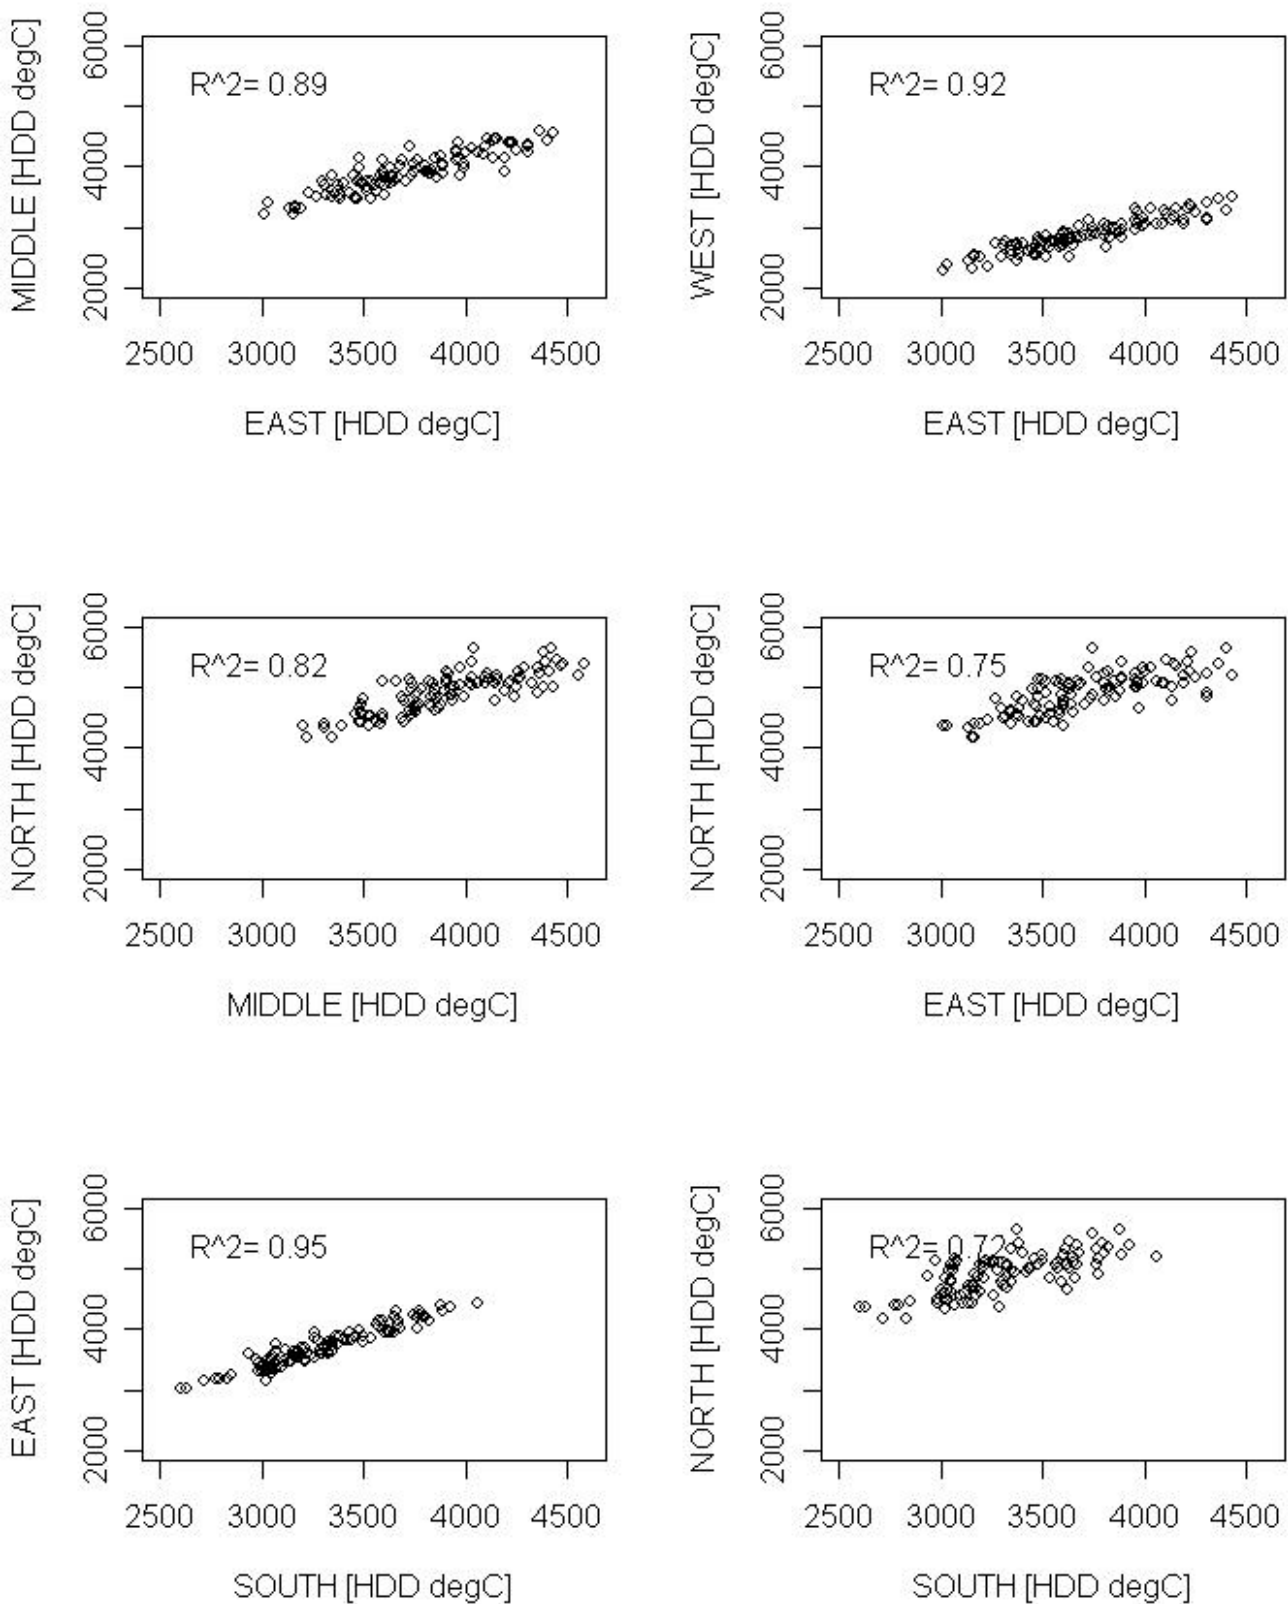 MIDDLE [HDD degC]
6000
4000
2000
R^2= 0.89
2500 3000 3500 4000 4500
EAST [HDD degC]
WEST [HDD degC]
6000
4000
2000
R^2= 0.92
2500 3000 3500 4000 4500
EAST [HDD degC]
NORTH [HDD degC]
6000
4000
2000
R^2= 0.82
2500 3000 3500 4000 4500
MIDDLE [HDD degC]
NORTH [HDD degC]
6000
4000
2000
R^2= 0.75
2500 3000 3500 4000 4500
EAST [HDD degC]
EAST [HDD degC]
6000
4000
2000
R^2= 0.95
2500 3000 3500 4000 4500
SOUTH [HDD degC]
NORTH [HDD degC]
6000
4000
2000
R^2= 0.72
2500 3000 3500 4000 4500
SOUTH [HDD degC]